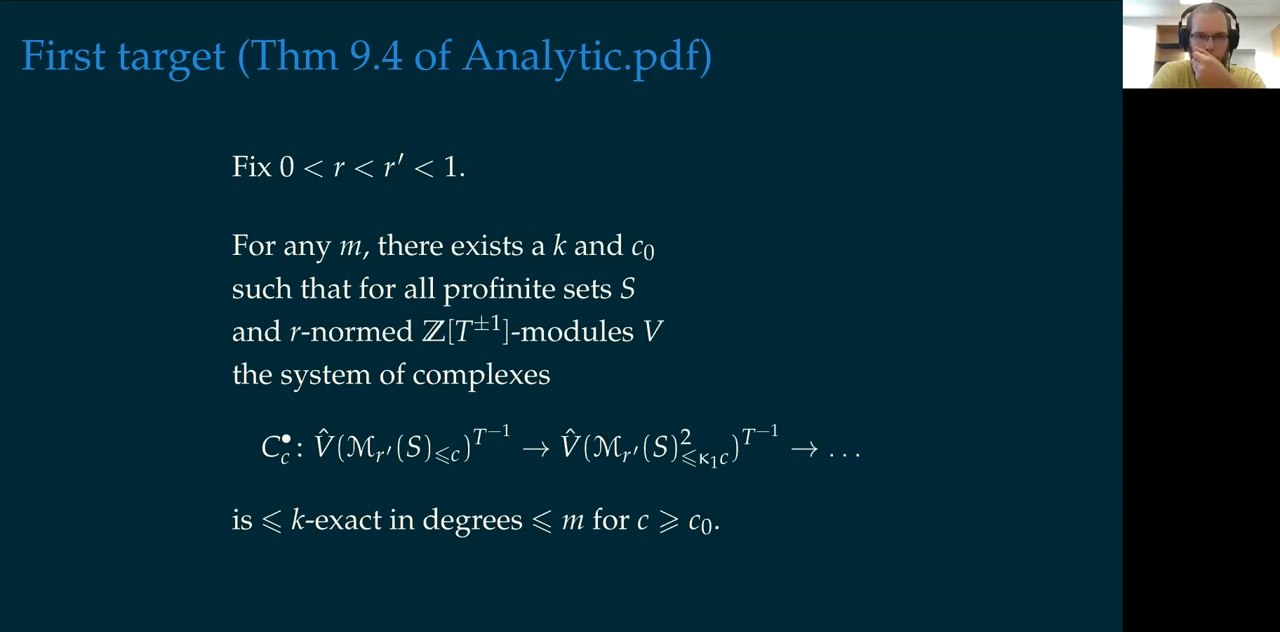 First target (Thm 9.4 of Analytic.pdf)
Fix 0 < r < r′ < 1.
For any m, there exists a k and c₀
such that for all profinite sets S
and r-normed ℤ[T^{±1}]-modules V
the system of complexes
C_c^•: V̂(ℳ_{r′}(S)_{⩽c})^{T^{−1}} → V̂(ℳ_{r′}(S)^2_{⩽κ₁c})^{T^{−1}} → …
is ⩽ k-exact in degrees ⩽ m for c ⩾ c₀.